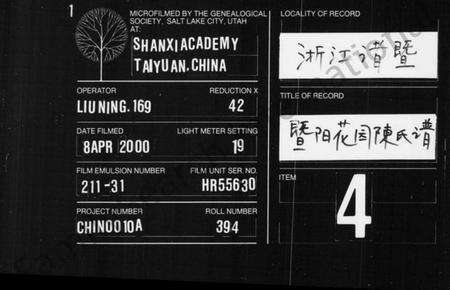 1
MICROFILMED BY THE GENEALOGICAL
SOCIETY, SALT LAKE CITY, UTAH
AT:
SHANXI ACADEMY
TAIYUAN, CHINA
OPERATOR
REDUCTION X
LIU NING. 169
42
DATE FILMED
LIGHT METER SETTING
8 APR 2000
19
FILM EMULSION NUMBER
FILM UNIT SER. NO.
211-31
HR55630
PROJECT NUMBER
ROLL NUMBER
CHINOO10A
394
LOCALITY OF RECORD
浙江诸暨
TITLE OF RECORD
暨阳花园陳氏谱
ITEM
4